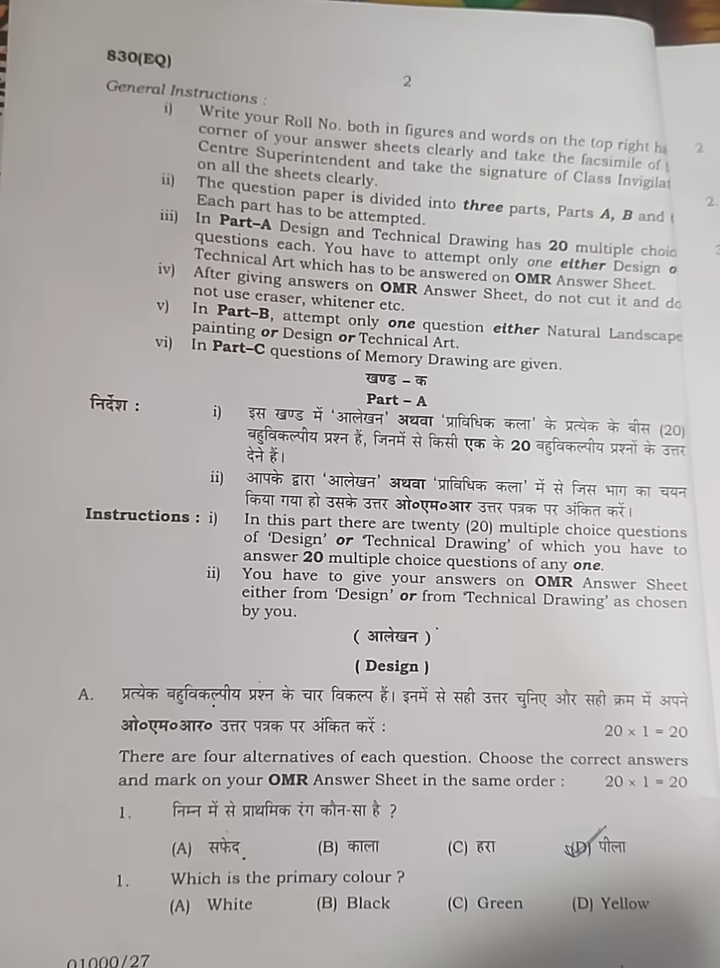 830(EQ)
2
General Instructions :
i) Write your Roll No. both in figures and words on the top right
corner of your answer sheets clearly and take the facsimile of
Centre Superintendent and take the signature of Class
on all the sheets clearly.
ii) The question paper is divided into three parts, Parts A, B and
Each part has to be attempted.
iii) In Part–A Design and Technical Drawing has 20 multiple
questions each. You have to attempt only one either Design
Technical Art which has to be answered on OMR Answer Sheet.
iv) After giving answers on OMR Answer Sheet, do not cut it and
not use eraser, whitener etc.
v) In Part–B, attempt only one question either Natural Landscape
painting or Design or Technical Art.
vi) In Part–C questions of Memory Drawing are given.
खण्ड – क
Part – A
निर्देश : i) इस खण्ड में ‘आलेखन’ अथवा ‘प्राविधिक कला’ के प्रत्येक के बीस (20)
बहुविकल्पीय प्रश्न हैं, जिनमें से किसी एक के 20 बहुविकल्पीय प्रश्नों के उत्तर
देने हैं।
ii) आपके द्वारा ‘आलेखन’ अथवा ‘प्राविधिक कला’ में से जिस भाग का चयन
किया गया हो उसके उत्तर ओ०एम०आर उत्तर पत्रक पर अंकित करें।
Instructions : i) In this part there are twenty (20) multiple choice questions
of ‘Design’ or ‘Technical Drawing’ of which you have to
answer 20 multiple choice questions of any one.
ii) You have to give your answers on OMR Answer Sheet
either from ‘Design’ or from ‘Technical Drawing’ as chosen
by you.
( आलेखन )
( Design )
A. प्रत्येक बहुविकल्पीय प्रश्न के चार विकल्प हैं। इनमें से सही उत्तर चुनिए और सही क्रम में अपने
ओ०एम०आर० उत्तर पत्रक पर अंकित करें : 20 × 1 = 20
There are four alternatives of each question. Choose the correct answers
and mark on your OMR Answer Sheet in the same order : 20 × 1 = 20
1. निम्न में से प्राथमिक रंग कौन-सा है ?
(A) सफेद (B) काला (C) हरा (D) पीला
1. Which is the primary colour ?
(A) White (B) Black (C) Green (D) Yellow
01000/27
2
2.